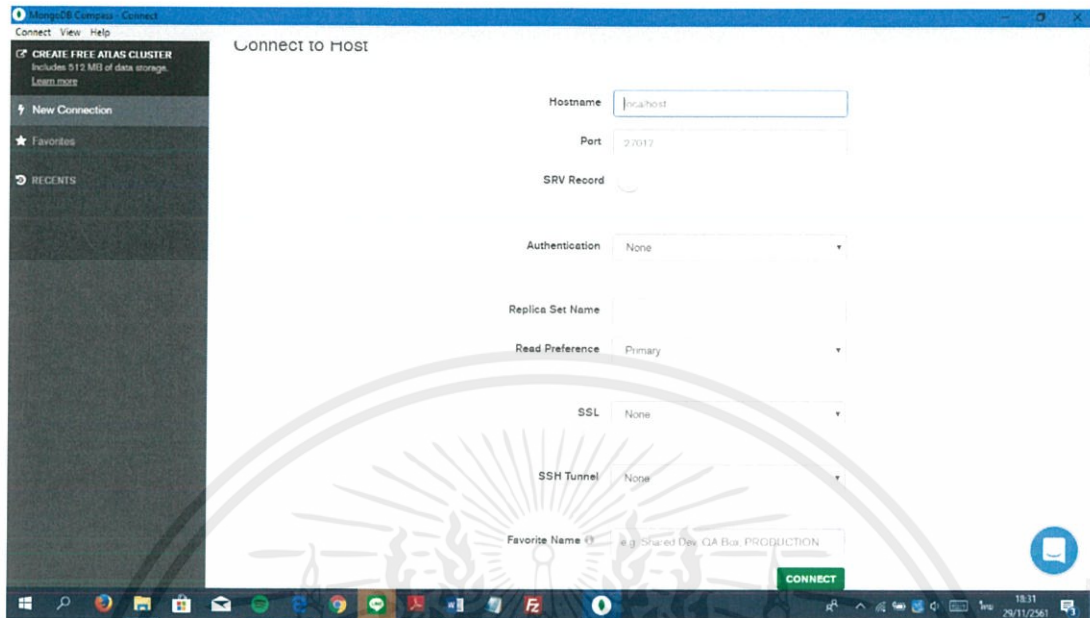 MongoDB Compass - Connect
Connect View Help
CREATE FREE ATLAS CLUSTER
Includes 512 MB of data storage.
Learn more
New Connection
Favorites
RECENTS
Connect to Host
Hostname localhost
Port 27017
SRV Record
Authentication None
Replica Set Name
Read Preference Primary
SSL None
SSH Tunnel None
Favorite Name e.g. Shared Dev, QA Box, PRODUCTION
CONNECT
18:31
29/11/2561